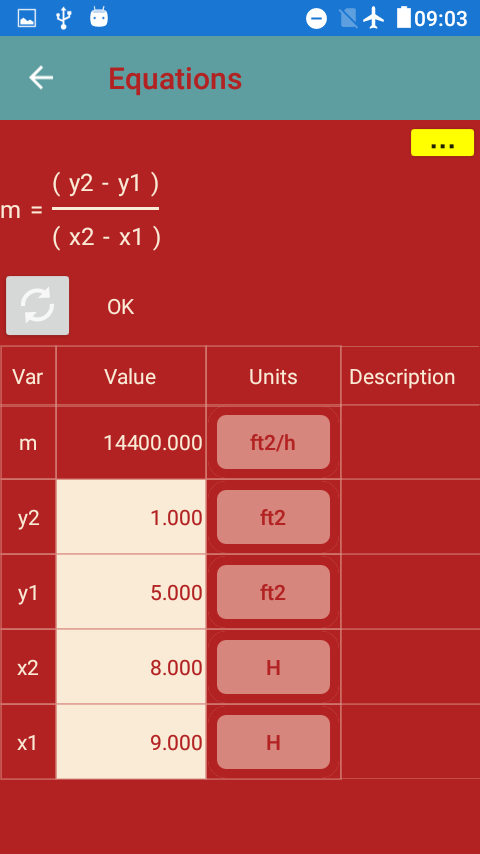 09:03
Equations
...
( y2 - y1 )
m =
( x2 - x1 )
OK
Var Value Units Description
m 14400.000 ft2/h
y2 1.000 ft2
y1 5.000 ft2
x2 8.000 H
x1 9.000 H